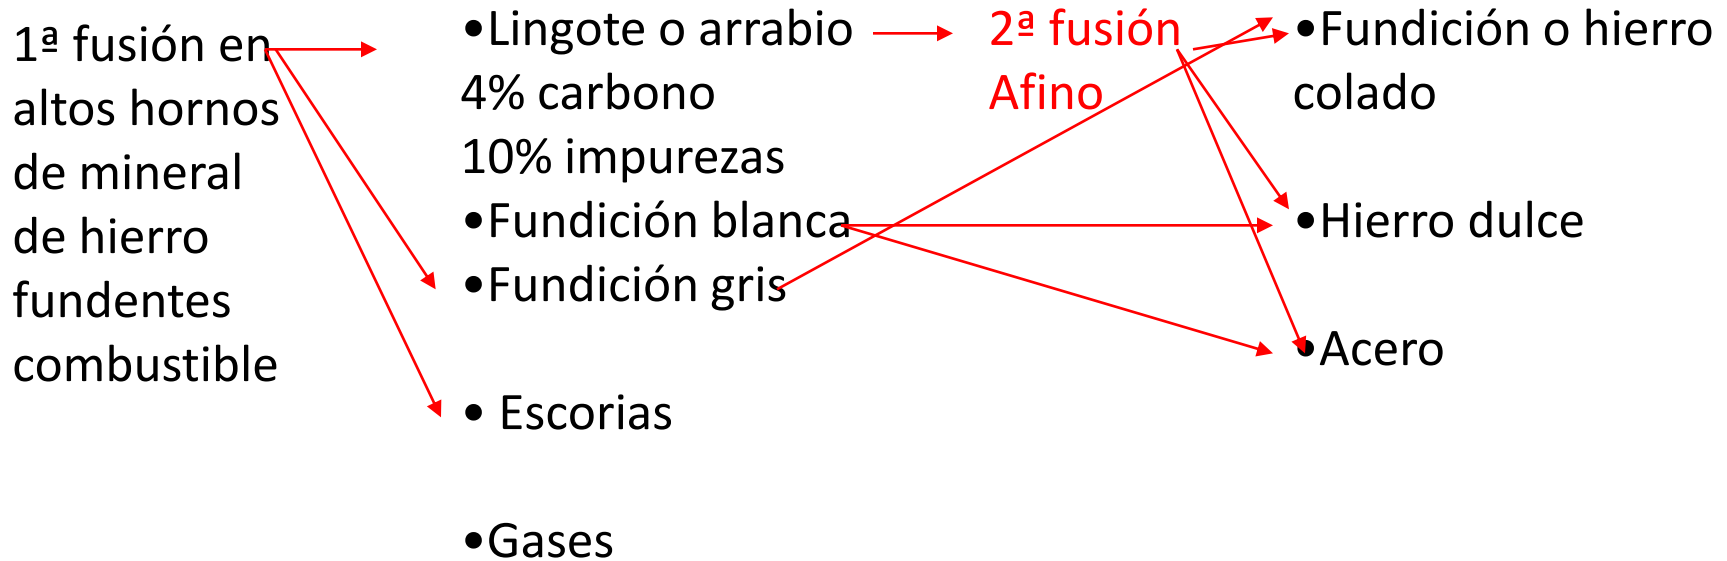 1ª fusión en
altos hornos
de mineral
de hierro
fundentes
combustible
•Lingote o arrabio
4% carbono
10% impurezas
•Fundición blanca
•Fundición gris
• Escorias
•Gases
2ª fusión
Afino
•Fundición o hierro
colado
•Hierro dulce
•Acero